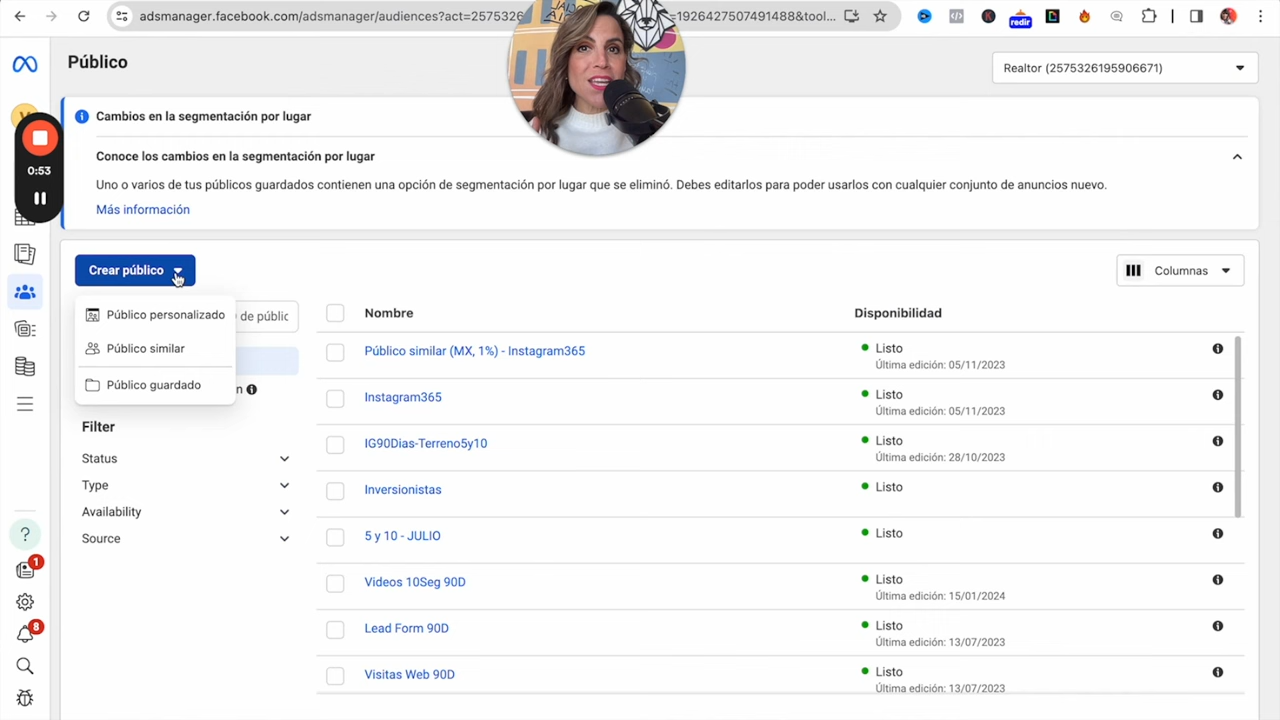 adsmanager.facebook.com/adsmanager/audiences?act=2575326
=1926427507491488&tool...
redir
Público
Realtor (2575326195906671)
Cambios en la segmentación por lugar
Conoce los cambios en la segmentación por lugar
Uno o varios de tus públicos guardados contienen una opción de segmentación por lugar que se eliminó. Debes editarlos para poder usarlos con cualquier conjunto de anuncios nuevo.
Más información
0:53
Crear público
Columnas
Público personalizado
Público similar
Público guardado
de públic
n
Filter
Status
Type
Availability
Source
Nombre
Disponibilidad
Público similar (MX, 1%) - Instagram365
Listo
Última edición: 05/11/2023
Instagram365
Listo
Última edición: 05/11/2023
IG90Dias-Terreno5y10
Listo
Última edición: 28/10/2023
Inversionistas
Listo
5 y 10 - JULIO
Listo
Videos 10Seg 90D
Listo
Última edición: 15/01/2024
Lead Form 90D
Listo
Última edición: 13/07/2023
Visitas Web 90D
Listo
Última edición: 13/07/2023
1
8